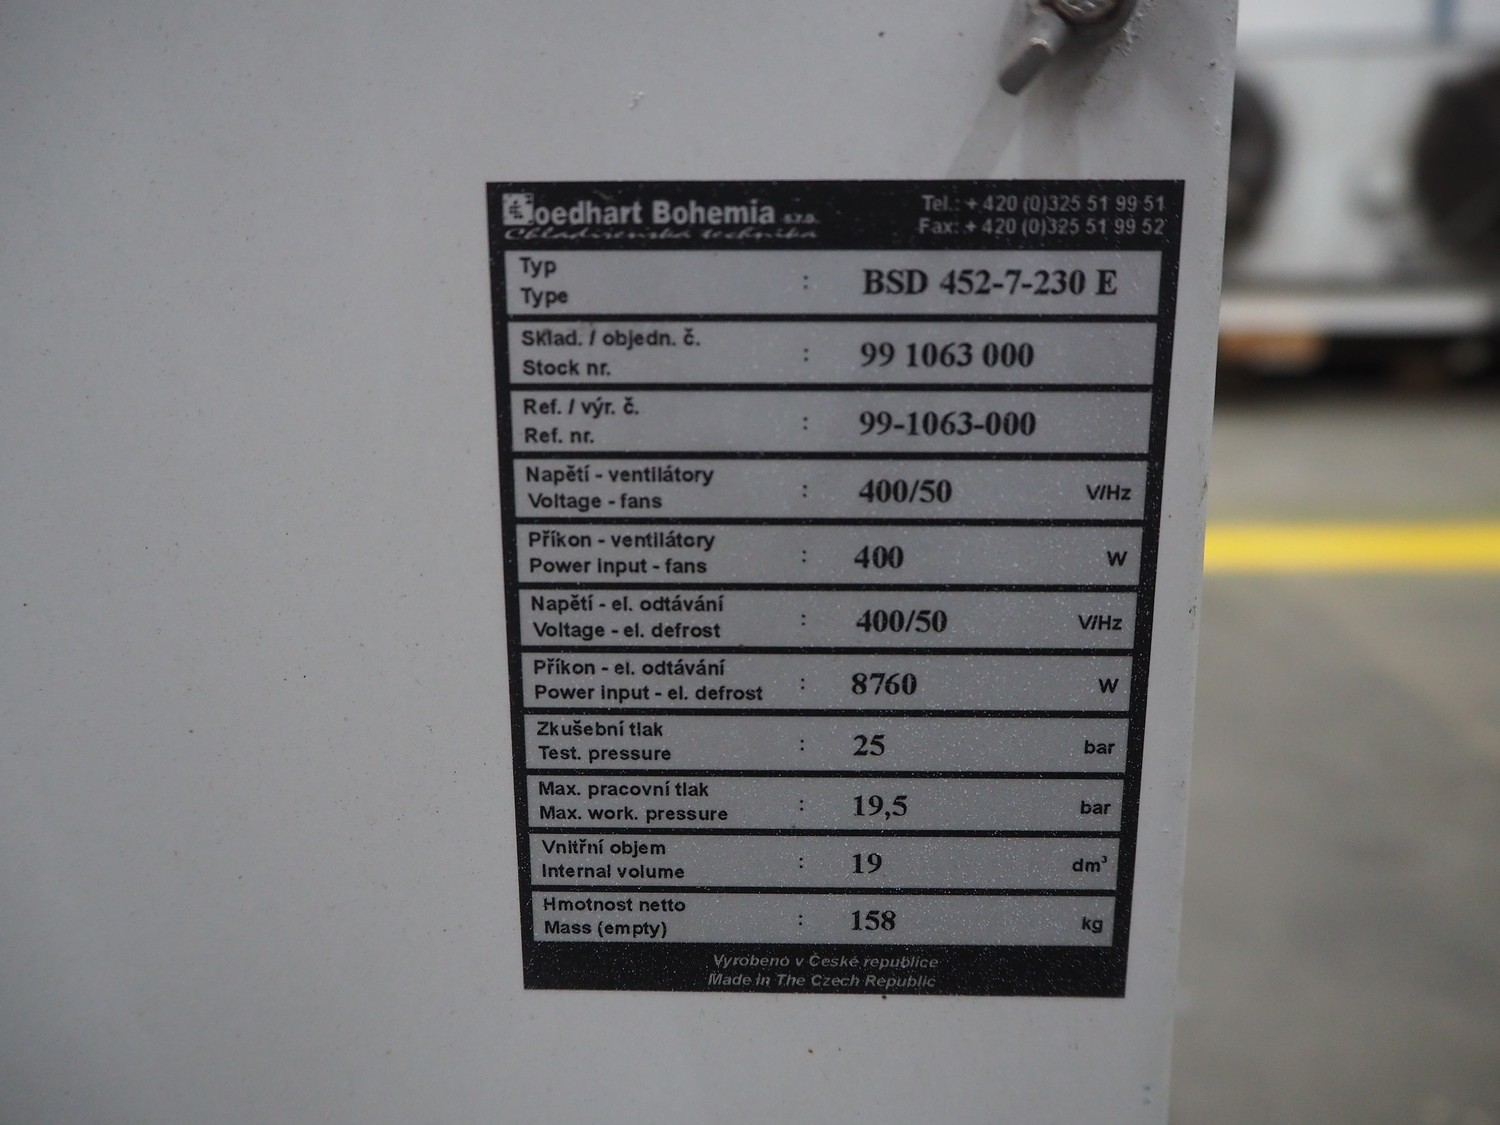 Goedhart Bohemia s.r.o.
Chladírenská technika
Tel.: + 420 (0)325 51 99 51
Fax: + 420 (0)325 51 99 52
Typ
Type : BSD 452-7-230 E
Sklad. / objedn. č.
Stock nr. : 99 1063 000
Ref. / výr. č.
Ref. nr. : 99-1063-000
Napětí - ventilátory
Voltage - fans : 400/50 V/Hz
Příkon - ventilátory
Power input - fans : 400 W
Napětí - el. odtávání
Voltage - el. defrost : 400/50 V/Hz
Příkon - el. odtávání
Power input - el. defrost : 8760 W
Zkušební tlak
Test. pressure : 25 bar
Max. pracovní tlak
Max. work. pressure : 19,5 bar
Vnitřní objem
Internal volume : 19 dm³
Hmotnost netto
Mass (empty) : 158 kg
Vyrobeno v České republice
Made in The Czech Republic